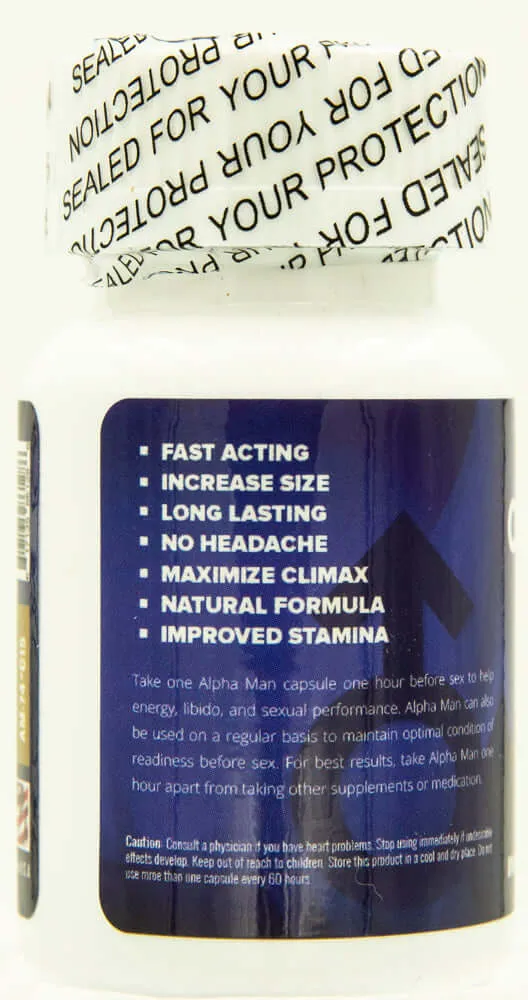 SEALED FOR YOUR PROTECTION
SEALED FOR YOUR PROTECTION
SEALED FOR YOUR PROTECTION
SEALED FOR YOUR PROTECTION
FAST ACTING
INCREASE SIZE
LONG LASTING
NO HEADACHE
MAXIMIZE CLIMAX
NATURAL FORMULA
IMPROVED STAMINA
Take one Alpha Man capsule one hour before sex to help
energy, libido, and sexual performance. Alpha Man can also
be used on a regular basis to maintain optimal condition of
readiness before sex. For best results, take Alpha Man one
hour apart from taking other supplements or medication.
Caution: Consult a physician if you have heart problems. Stop using immediately if undesirable
effects develop. Keep out of reach to children. Store this product in a cool and dry place. Do not
use mroe than one capsule every 60 hours.